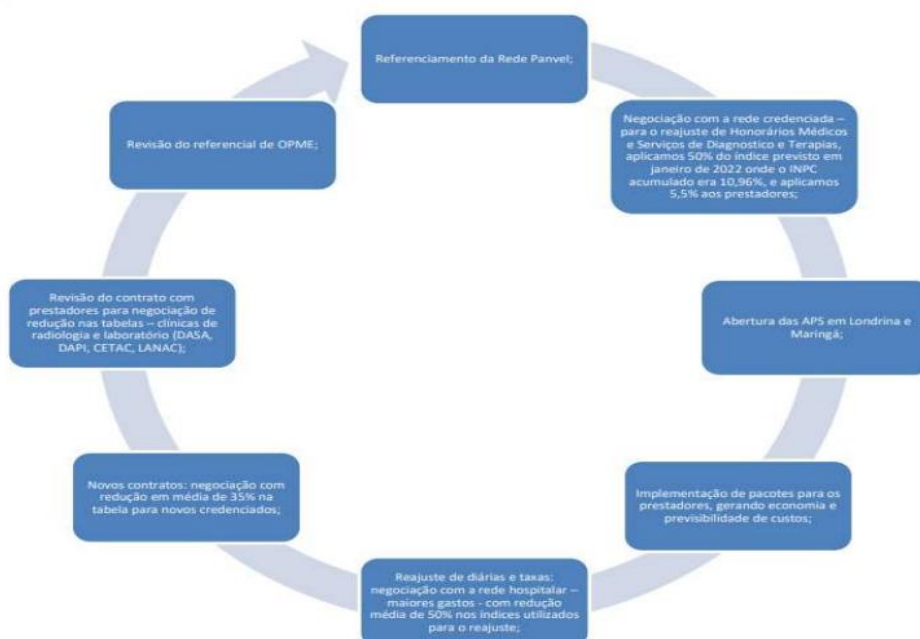 Referenciamento da Rede Panvel;
Negociação com a rede credenciada –
para o reajuste de Honorários Médicos
e Serviços de Diagnostico e Terapias,
aplicamos 50% do índice previsto em
janeiro de 2022 onde o INPC
acumulado era 10,96%, e aplicamos
5,5% aos prestadores;
Abertura das APS em Londrina e
Maringá;
Implementação de pacotes para os
prestadores, gerando economia e
previsibilidade de custos;
Reajuste de diárias e taxas:
negociação com a rede hospitalar –
maiores gastos - com redução
média de 50% nos índices utilizados
para o reajuste;
Novos contratos: negociação com
redução em média de 35% na
tabela para novos credenciados;
Revisão do contrato com
prestadores para negociação de
redução nas tabelas – clínicas de
radiologia e laboratório (DASA,
DAPI, CETAC, LANAC);
Revisão do referencial de OPME;